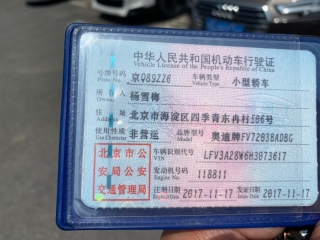 中华人民共和国机动车行驶证
Vehicle License of the People's Republic of China
号牌号码 京Q89Z26 车辆类型 小型轿车
Plate No. Vehicle Type
所有人 杨雪梅
Owner
住址 北京市海淀区四季青东冉村506号
Address
使用性质 非营运 品牌型号 奥迪牌FV7203BADBG
Use Character Model
北京市公 车辆识别代号 LFV3A28W6H3073617
VIN
安局公安 发动机号码 118811
Engine No.
交通管理局 注册日期 2017-11-17 发证日期 2017-11-17
Register Date Issue Date